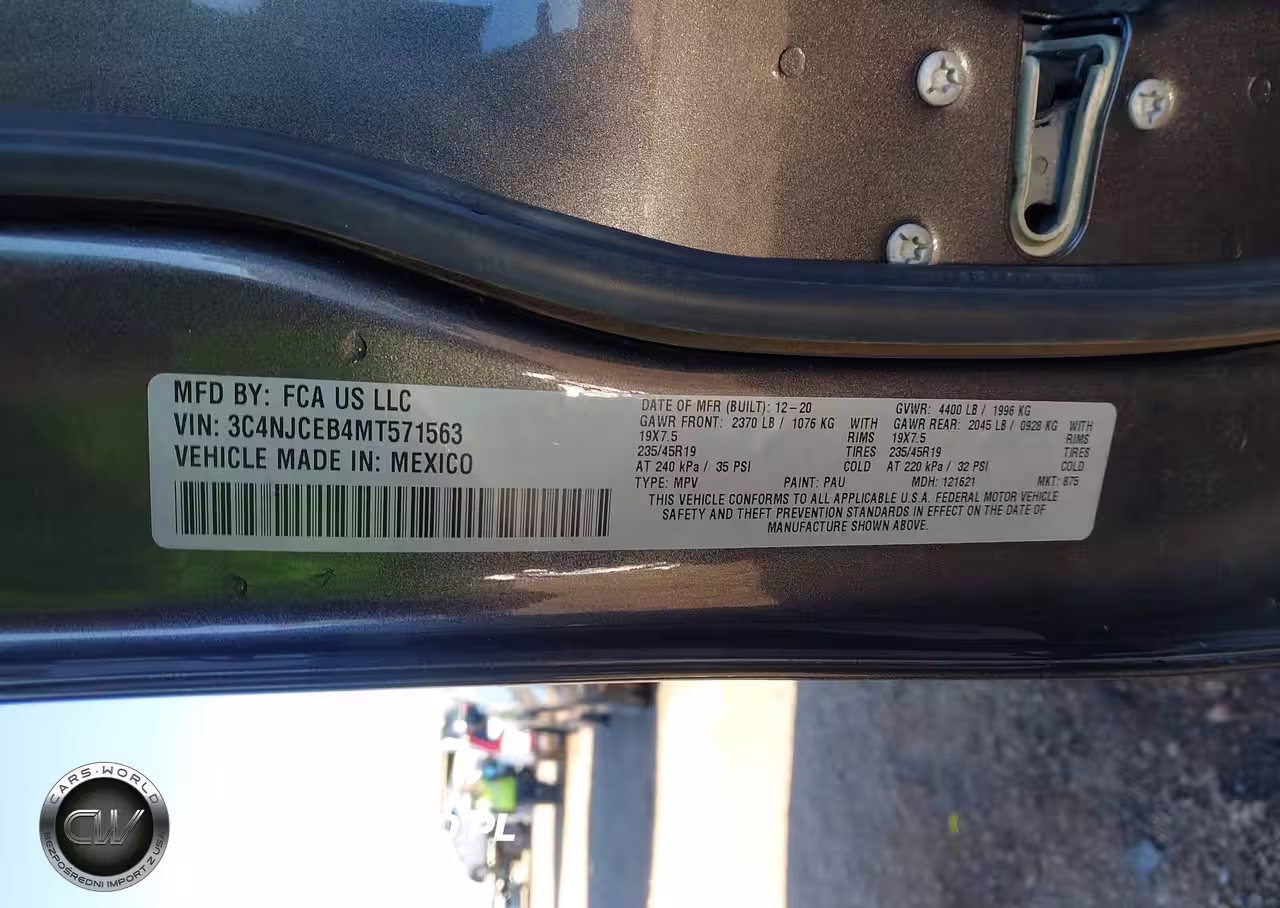 MFD BY: FCA US LLC
VIN: 3C4NJCEB4MT571563
VEHICLE MADE IN: MEXICO
DATE OF MFR (BUILT): 12-20 GVWR: 4400 LB / 1996 KG
GAWR FRONT: 2370 LB / 1076 KG WITH GAWR REAR: 2045 LB / 0928 KG WITH
19X7.5 RIMS 19X7.5 RIMS
235/45R19 TIRES 235/45R19 TIRES
AT 240 kPa / 35 PSI COLD AT 220 kPa / 32 PSI COLD
TYPE: MPV PAINT: PAU MDH: 121621 MKT: 875
THIS VEHICLE CONFORMS TO ALL APPLICABLE U.S.A. FEDERAL MOTOR VEHICLE
SAFETY AND THEFT PREVENTION STANDARDS IN EFFECT ON THE DATE OF
MANUFACTURE SHOWN ABOVE.
CARS-WORLD
CW
BEZPOŚREDNI IMPORT Z USA
PL